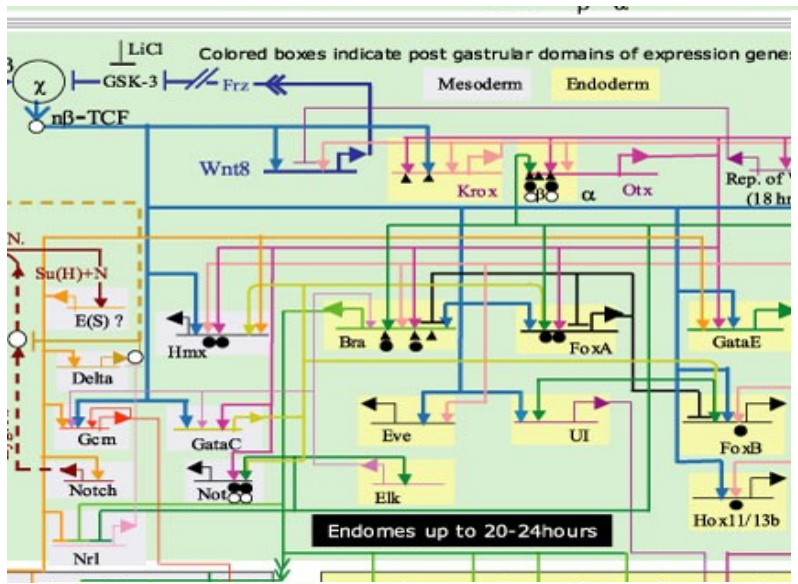 LiCl
Colored boxes indicate post gastrular domains of expression genes
GSK-3
Frz
Mesoderm
Endoderm
χ
nβ-TCF
Wnt8
Krox
β
α
Otx
Rep. of
(18 hr
N.
Su(H)+N
E(S) ?
Hmx
Bra
FoxA
GataE
Delta
Gcm
GataC
Eve
UI
FoxB
Notch
Not
Elk
Hox11/13b
Endomes up to 20-24hours
Nrl